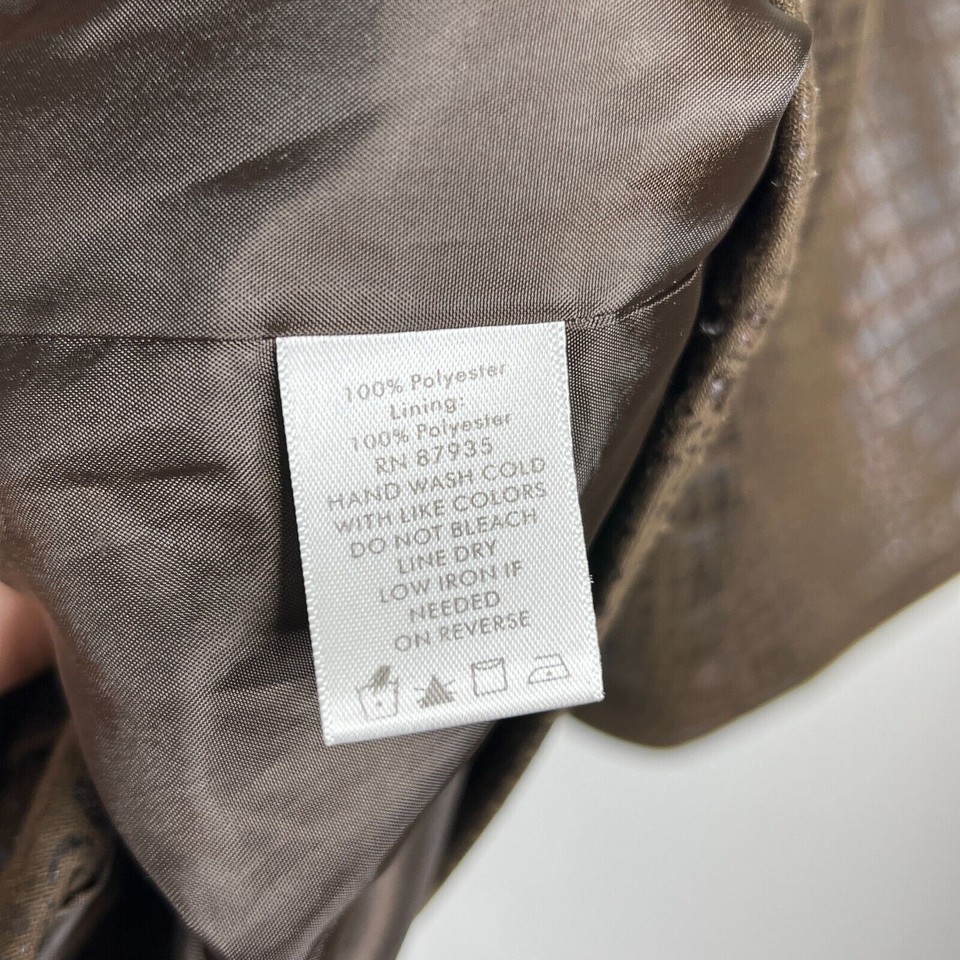 100% Polyester
Lining:
100% Polyester
RN 87935
HAND WASH COLD
WITH LIKE COLORS
DO NOT BLEACH
LINE DRY
LOW IRON IF
NEEDED
ON REVERSE